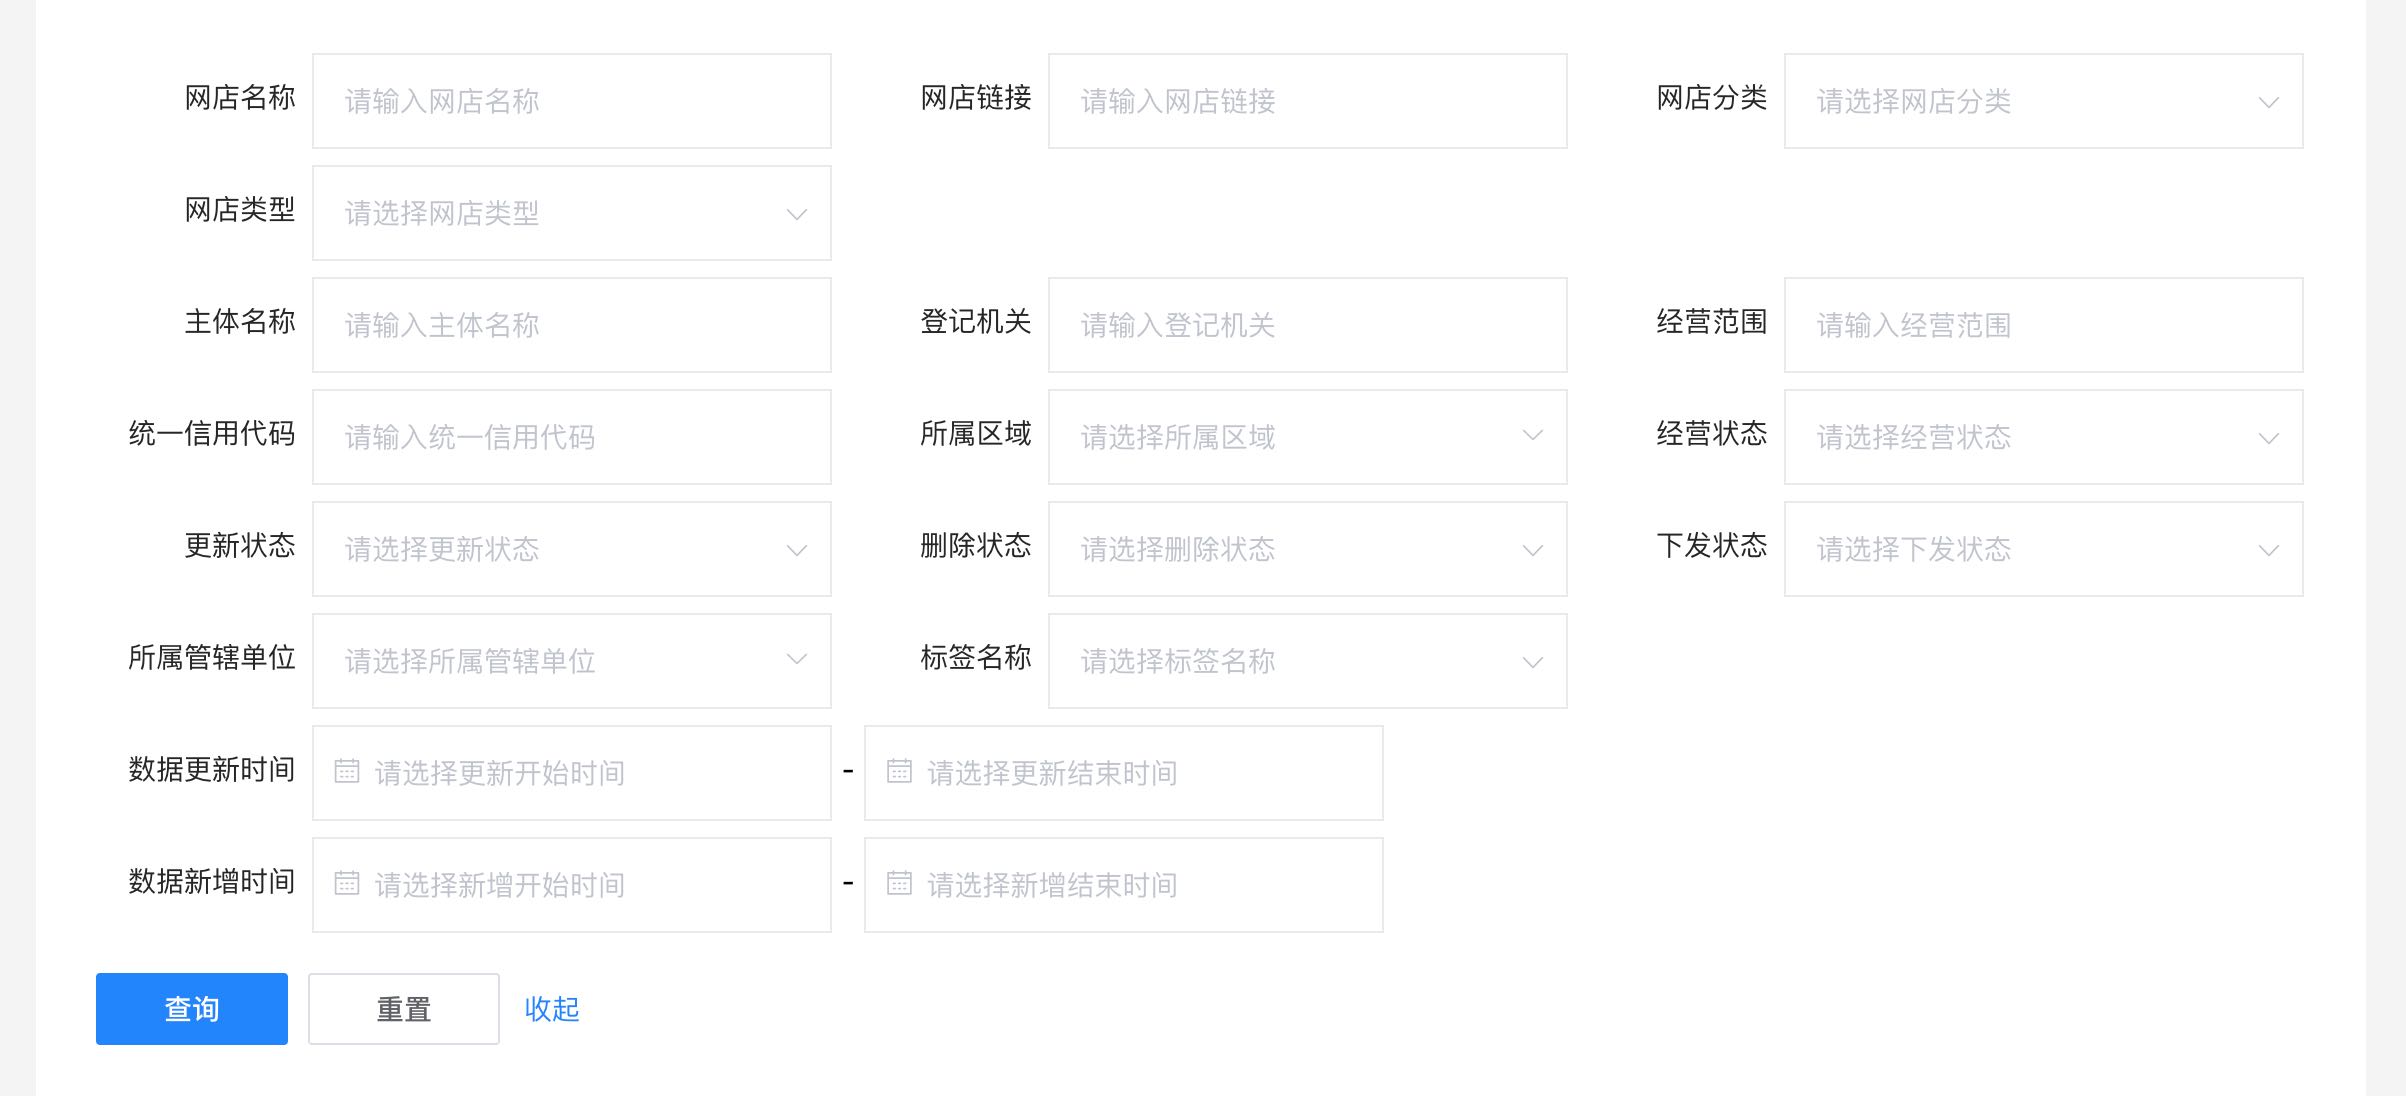 网店名称 请输入网店名称 网店链接 请输入网店链接 网店分类 请选择网店分类
网店类型 请选择网店类型
主体名称 请输入主体名称 登记机关 请输入登记机关 经营范围 请输入经营范围
统一信用代码 请输入统一信用代码 所属区域 请选择所属区域 经营状态 请选择经营状态
更新状态 请选择更新状态 删除状态 请选择删除状态 下发状态 请选择下发状态
所属管辖单位 请选择所属管辖单位 标签名称 请选择标签名称
数据更新时间 请选择更新开始时间 - 请选择更新结束时间
数据新增时间 请选择新增开始时间 - 请选择新增结束时间
查询 重置 收起